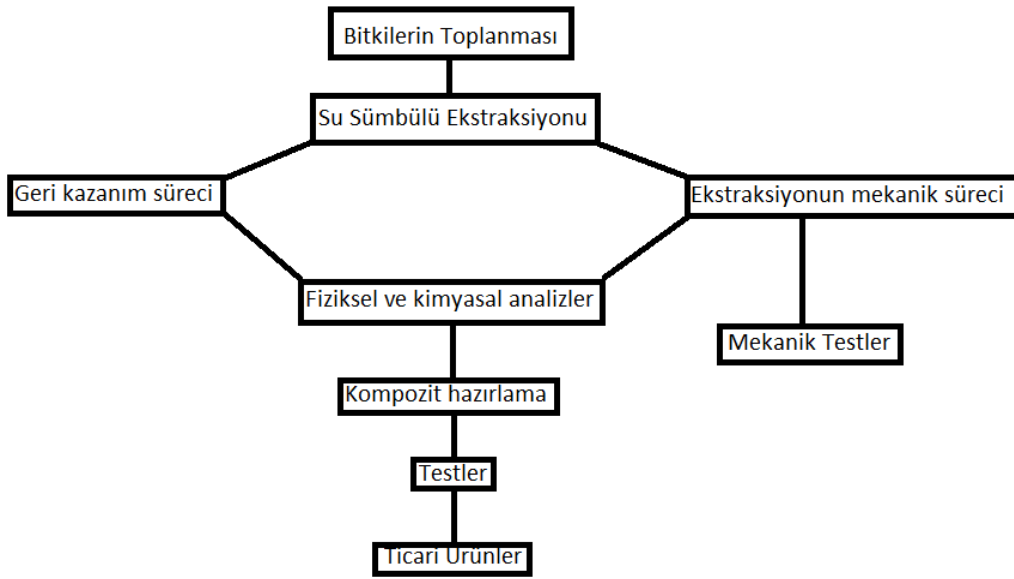 Bitkilerin Toplanması
Su Sümbülü Ekstraksiyonu
Geri kazanım süreci
Ekstraksiyonun mekanik süreci
Fiziksel ve kimyasal analizler
Mekanik Testler
Kompozit hazırlama
Testler
Ticari Ürünler